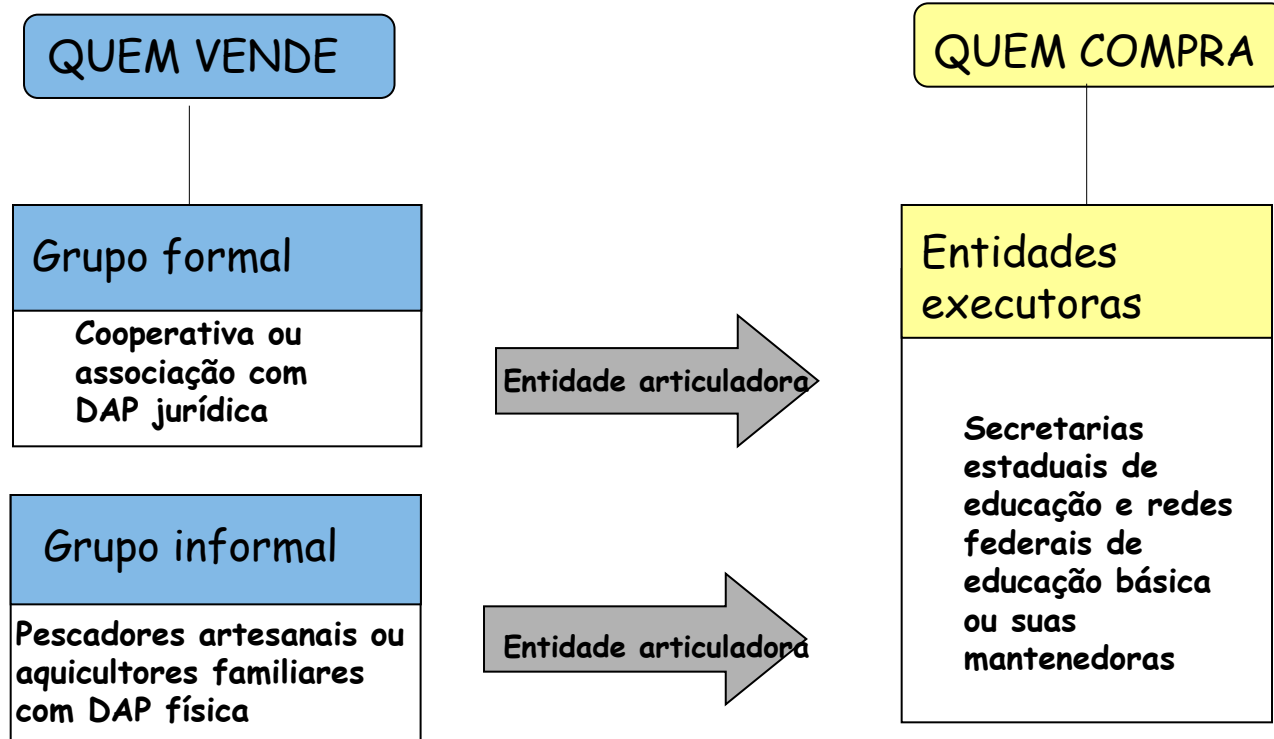 QUEM VENDE
QUEM COMPRA
Grupo formal
Cooperativa ou
associação com
DAP jurídica
Entidade articuladora
Grupo informal
Pescadores artesanais ou
aquicultores familiares
com DAP física
Entidade articuladora
Entidades
executoras
Secretarias
estaduais de
educação e redes
federais de
educação básica
ou suas
mantenedoras